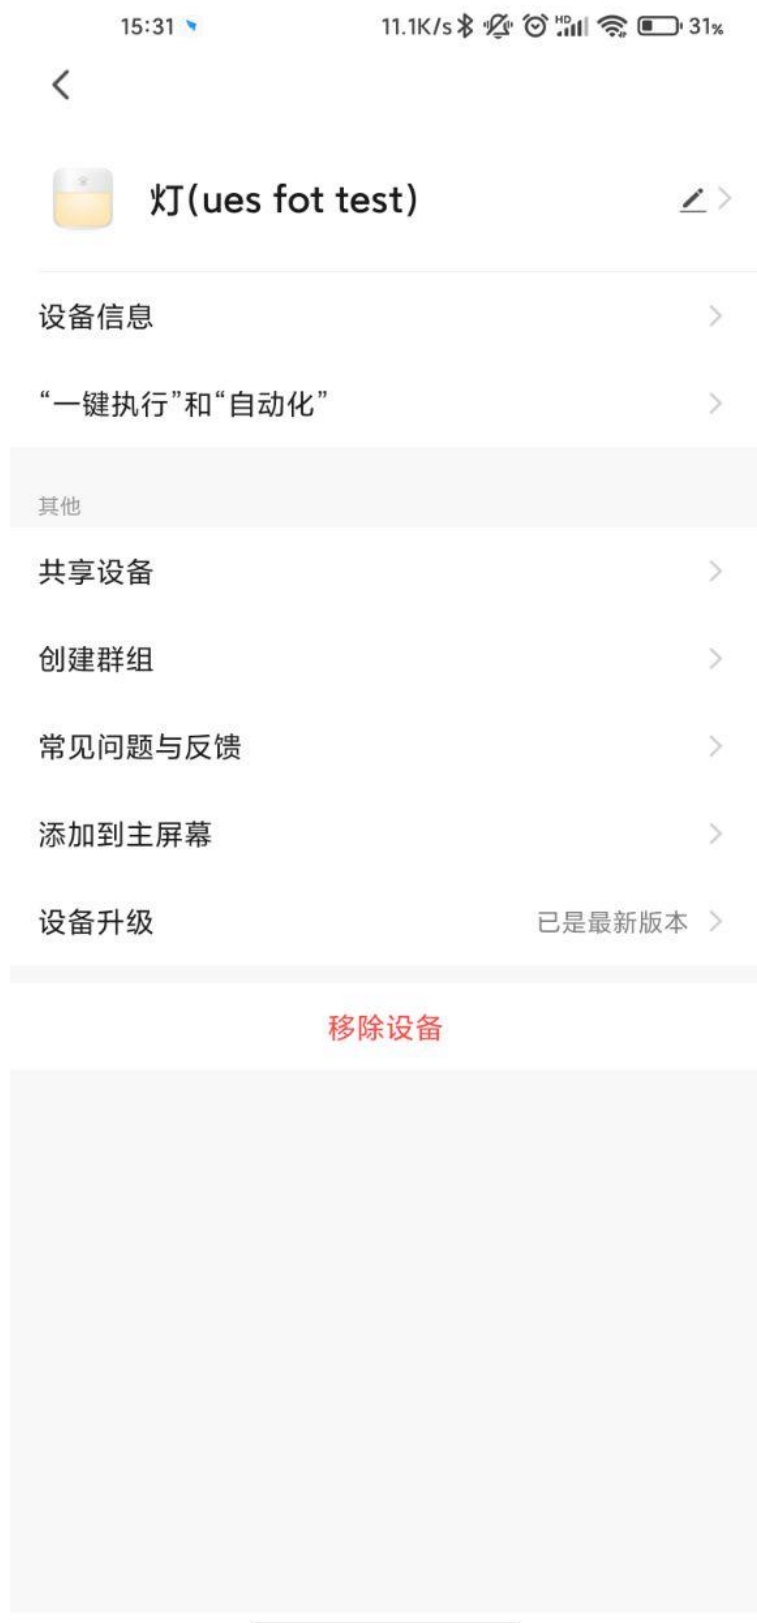 15:31
11.1K/s HD 31%
灯(ues fot test)
设备信息
“一键执行”和“自动化”
其他
共享设备
创建群组
常见问题与反馈
添加到主屏幕
设备升级 已是最新版本
移除设备